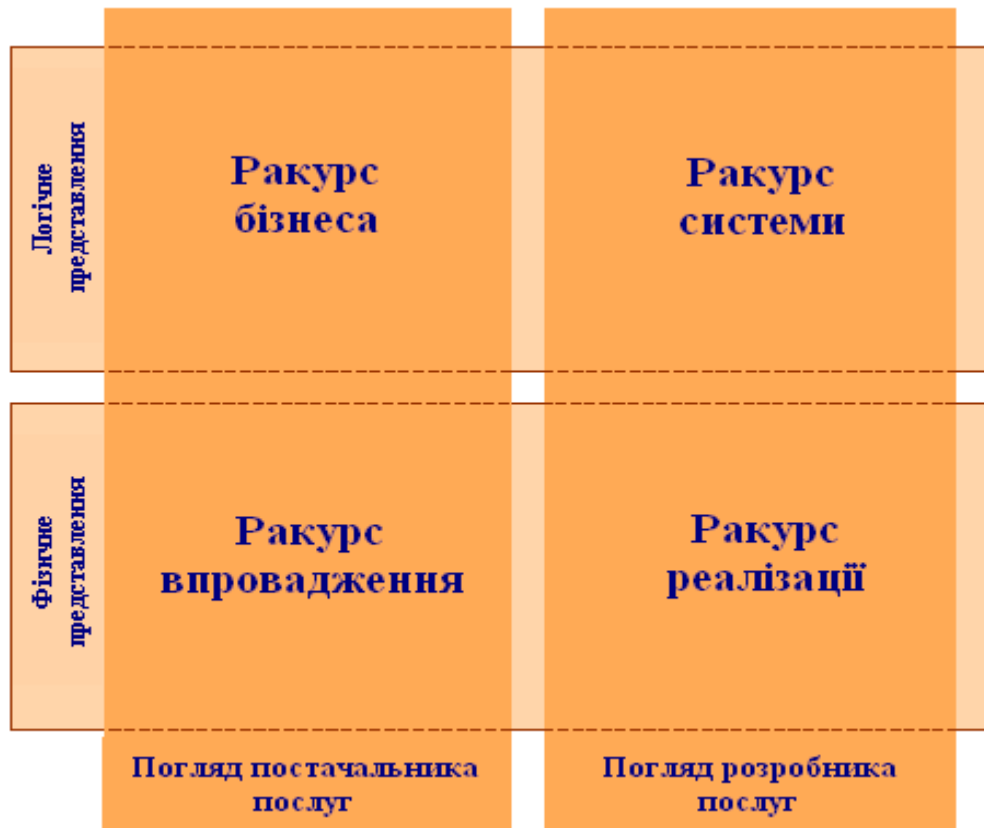 Логічне
представлення
Ракурс
бізнеса
Ракурс
системи
Фізичне
представлення
Ракурс
впровадження
Ракурс
реалізації
Погляд постачальника
послуг
Погляд розробника
послуг